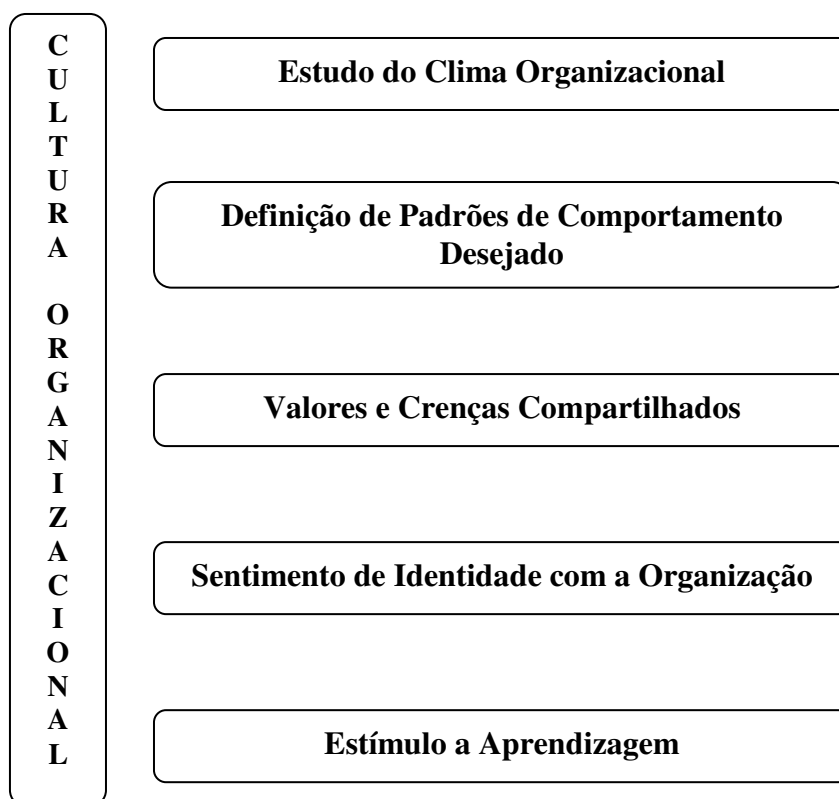 CULTURA ORGANIZACIONAL
Estudo do Clima Organizacional
Definição de Padrões de Comportamento
Desejado
Valores e Crenças Compartilhados
Sentimento de Identidade com a Organização
Estímulo a Aprendizagem